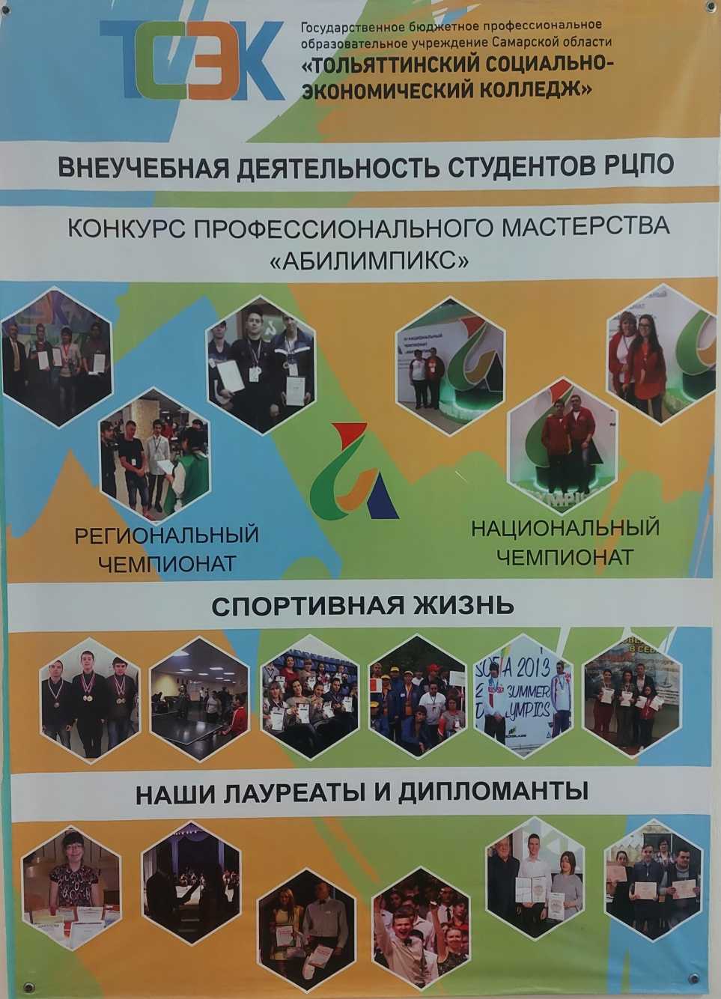 ТСЭК
Государственное бюджетное профессиональное
образовательное учреждение Самарской области
«ТОЛЬЯТТИНСКИЙ СОЦИАЛЬНО-
ЭКОНОМИЧЕСКИЙ КОЛЛЕДЖ»
ВНЕУЧЕБНАЯ ДЕЯТЕЛЬНОСТЬ СТУДЕНТОВ РЦПО
КОНКУРС ПРОФЕССИОНАЛЬНОГО МАСТЕРСТВА
«АБИЛИМПИКС»
РЕГИОНАЛЬНЫЙ
ЧЕМПИОНАТ
НАЦИОНАЛЬНЫЙ
ЧЕМПИОНАТ
СПОРТИВНАЯ ЖИЗНЬ
2013
SUMMER
НАШИ ЛАУРЕАТЫ И ДИПЛОМАНТЫ